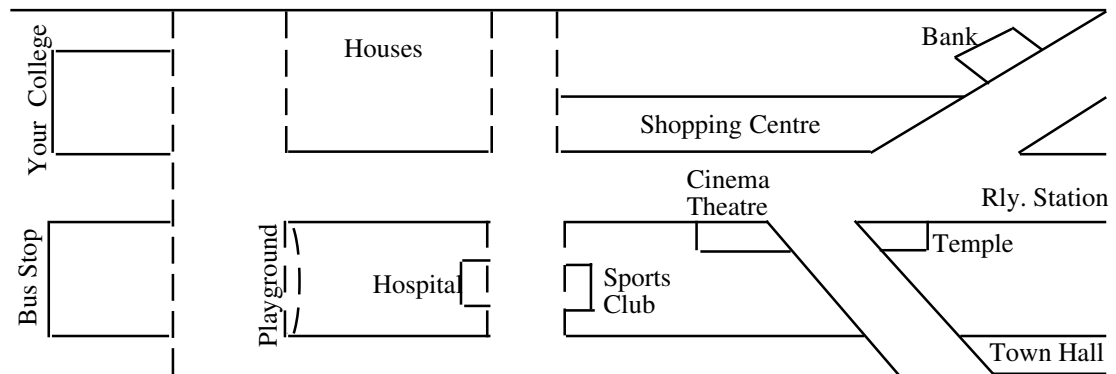 Your College
Houses
Bank
Shopping Centre
Cinema
Theatre
Rly. Station
Bus Stop
Playground
Hospital
Sports
Club
Temple
Town Hall